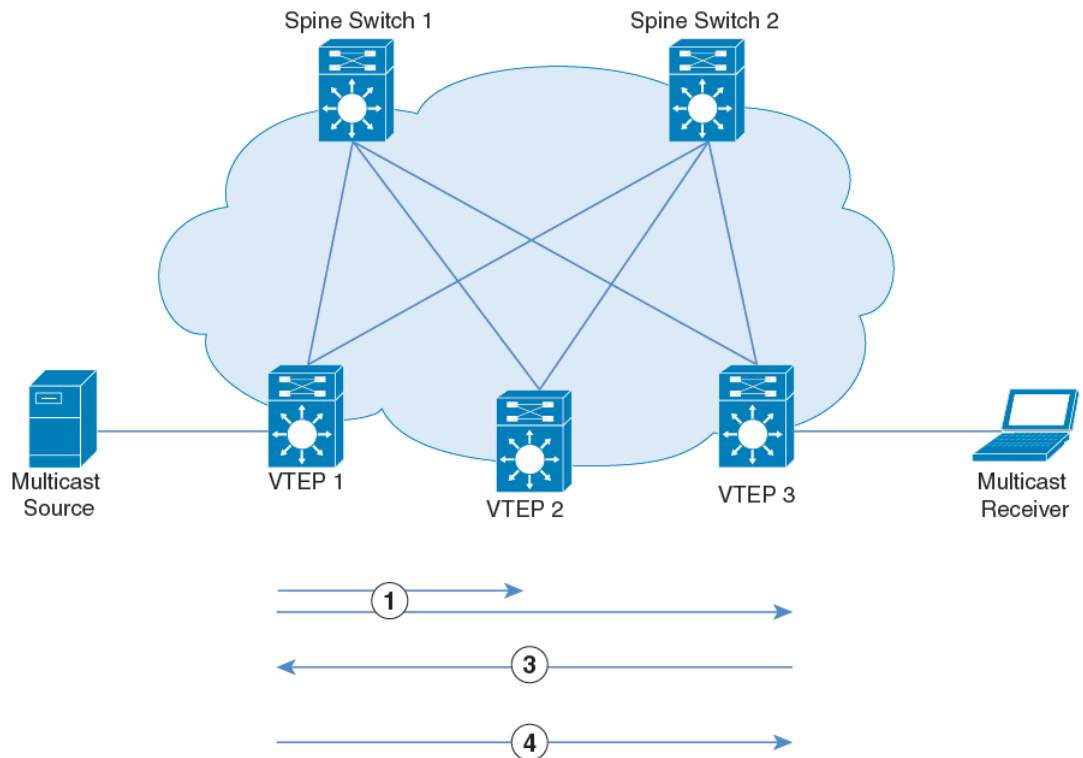 Spine Switch 1
Spine Switch 2
Multicast
Source
VTEP 1
VTEP 2
VTEP 3
Multicast
Receiver
1
3
4